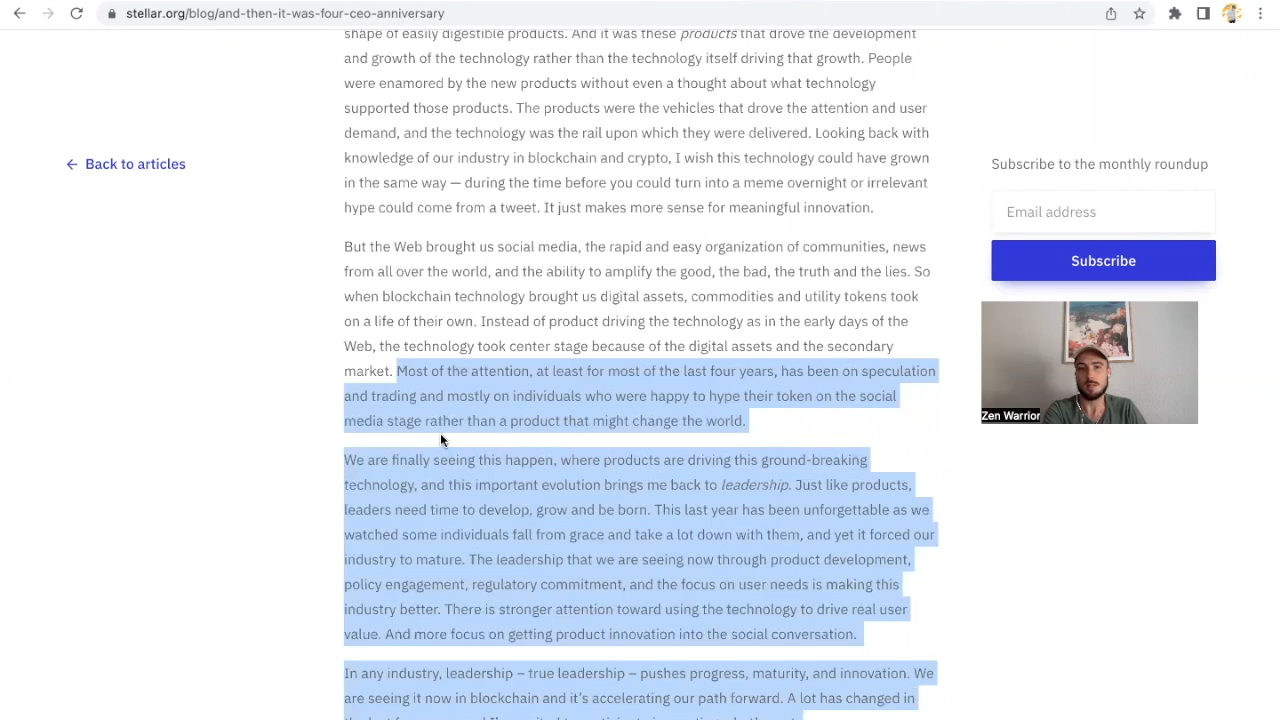 stellar.org/blog/and-then-it-was-four-ceo-anniversary
shape of easily digestible products. And it was these products that drove the development
and growth of the technology rather than the technology itself driving that growth. People
were enamored by the new products without even a thought about what technology
supported those products. The products were the vehicles that drove the attention and user
demand, and the technology was the rail upon which they were delivered. Looking back with
knowledge of our industry in blockchain and crypto, I wish this technology could have grown
in the same way — during the time before you could turn into a meme overnight or irrelevant
hype could come from a tweet. It just makes more sense for meaningful innovation.
But the Web brought us social media, the rapid and easy organization of communities, news
from all over the world, and the ability to amplify the good, the bad, the truth and the lies. So
when blockchain technology brought us digital assets, commodities and utility tokens took
on a life of their own. Instead of product driving the technology as in the early days of the
Web, the technology took center stage because of the digital assets and the secondary
market. Most of the attention, at least for most of the last four years, has been on speculation
and trading and mostly on individuals who were happy to hype their token on the social
media stage rather than a product that might change the world.
We are finally seeing this happen, where products are driving this ground-breaking
technology, and this important evolution brings me back to leadership. Just like products,
leaders need time to develop, grow and be born. This last year has been unforgettable as we
watched some individuals fall from grace and take a lot down with them, and yet it forced our
industry to mature. The leadership that we are seeing now through product development,
policy engagement, regulatory commitment, and the focus on user needs is making this
industry better. There is stronger attention toward using the technology to drive real user
value. And more focus on getting product innovation into the social conversation.
In any industry, leadership – true leadership – pushes progress, maturity, and innovation. We
are seeing it now in blockchain and it's accelerating our path forward. A lot has changed in
← Back to articles
Subscribe to the monthly roundup
Email address
Subscribe
Zen Warrior